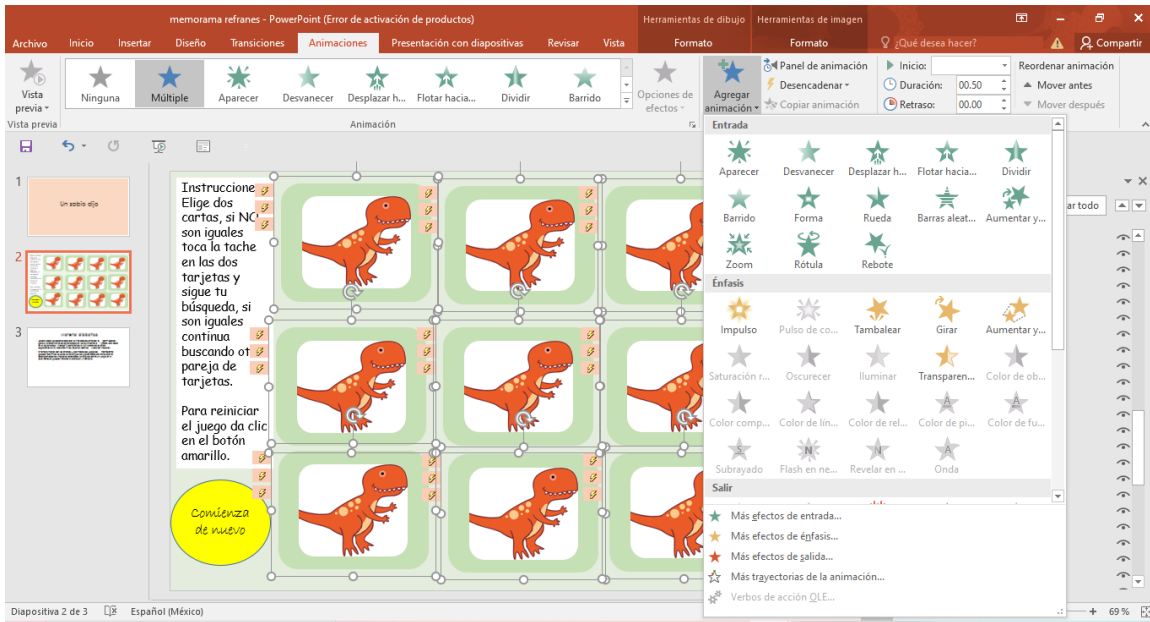 memorama refranes - PowerPoint (Error de activación de productos)
Herramientas de dibujo
Herramientas de imagen
Archivo
Inicio
Insertar
Diseño
Transiciones
Animaciones
Presentación con diapositivas
Revisar
Vista
Formato
Formato
¿Qué desea hacer?
Compartir
Vista previa
Ninguna
Múltiple
Aparecer
Desvanecer
Desplazar h...
Flotar hacia...
Dividir
Barrido
Opciones de efectos
Agregar animación
Panel de animación
Desencadenar
Copiar animación
Inicio:
Duración: 00.50
Retraso: 00.00
Reordenar animación
Mover antes
Mover después
Vista previa
Animación
Entrada
Aparecer
Desvanecer
Desplazar h...
Flotar hacia...
Dividir
Barrido
Forma
Rueda
Barras aleat...
Aumentar y...
Zoom
Rótula
Rebote
Énfasis
Impulso
Pulso de co...
Tambalear
Girar
Aumentar y...
Saturación r...
Oscurecer
Iluminar
Transparen...
Color de ob...
Color comp...
Color de lín...
Color de rel...
Color de pi...
Color de fu...
Subrayado
Flash en ne...
Revelar en ...
Onda
Salir
Más efectos de entrada...
Más efectos de énfasis...
Más efectos de salida...
Más trayectorias de la animación...
Verbos de acción OLE...
ar todo
1
Un sabio dijo
2
3
Instruccione
Elige dos
cartas, si NO
son iguales
toca la tache
en las dos
tarjetas y
sigue tu
búsqueda, si
son iguales
continua
buscando ot
pareja de
tarjetas.
Para reiniciar
el juego da clic
en el botón
amarillo.
Comienza
de nuevo
Diapositiva 2 de 3
Español (México)
69 %